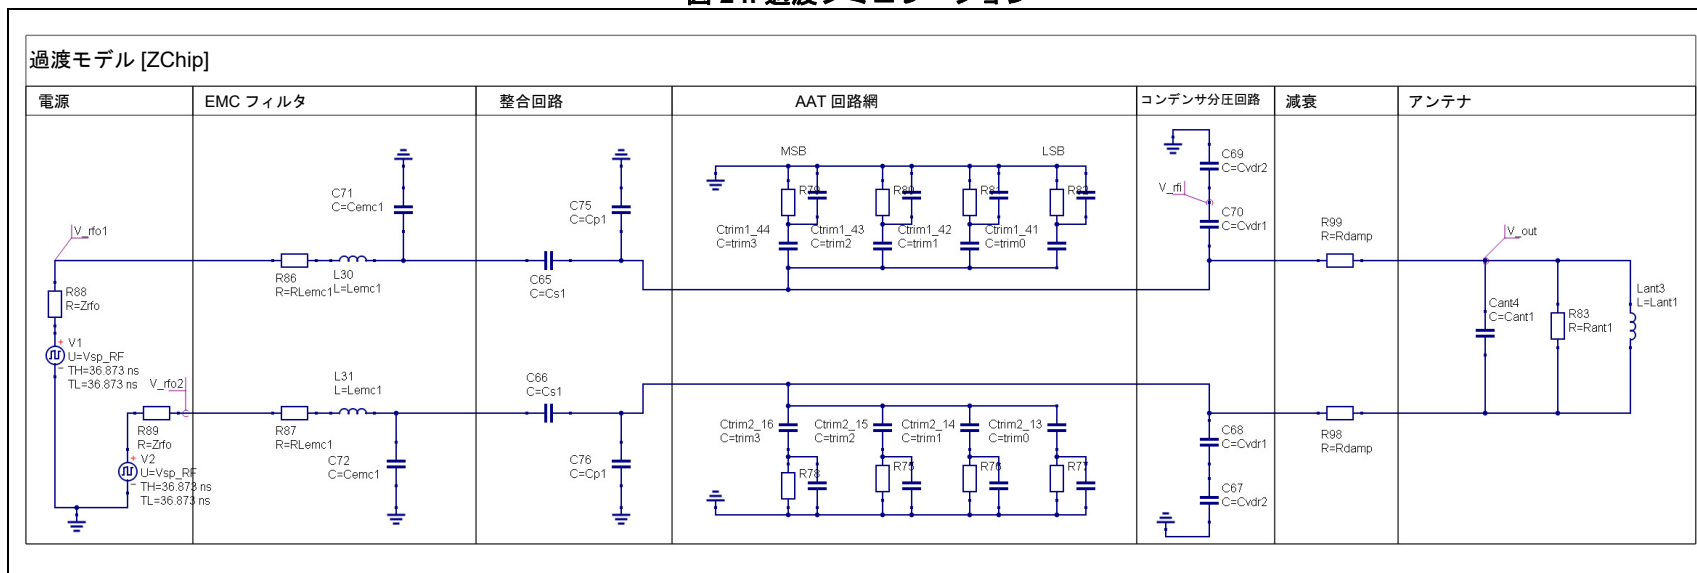 過渡モデル [ZChip]
電源
EMC フィルタ
整合回路
AAT 回路網
コンデンサ分圧回路
減衰
アンテナ
V_rfo1
R88
R=Zrfo
V1
U=Vsp_RF
TH=36.873 ns
TL=36.873 ns
V_rfo2
R89
R=Zrfo
V2
U=Vsp_RF
TH=36.873 ns
TL=36.873 ns
C71
C=Cemc1
R86
R=RLemc1
L30
L=Lemc1
L31
L=Lemc1
R87
R=RLemc1
C72
C=Cemc1
C75
C=Cp1
C65
C=Cs1
C66
C=Cs1
C76
C=Cp1
MSB
LSB
R79
R80
R81
R82
Ctrim1_44
C=trim3
Ctrim1_43
C=trim2
Ctrim1_42
C=trim1
Ctrim1_41
C=trim0
Ctrim2_16
C=trim3
Ctrim2_15
C=trim2
Ctrim2_14
C=trim1
Ctrim2_13
C=trim0
R78
R75
R76
R77
C69
C=Cvdr2
V_rfi
C70
C=Cvdr1
C68
C=Cvdr1
C67
C=Cvdr2
R99
R=Rdamp
R98
R=Rdamp
V_out
Cant4
C=Cant1
R83
R=Rant1
Lant3
L=Lant1